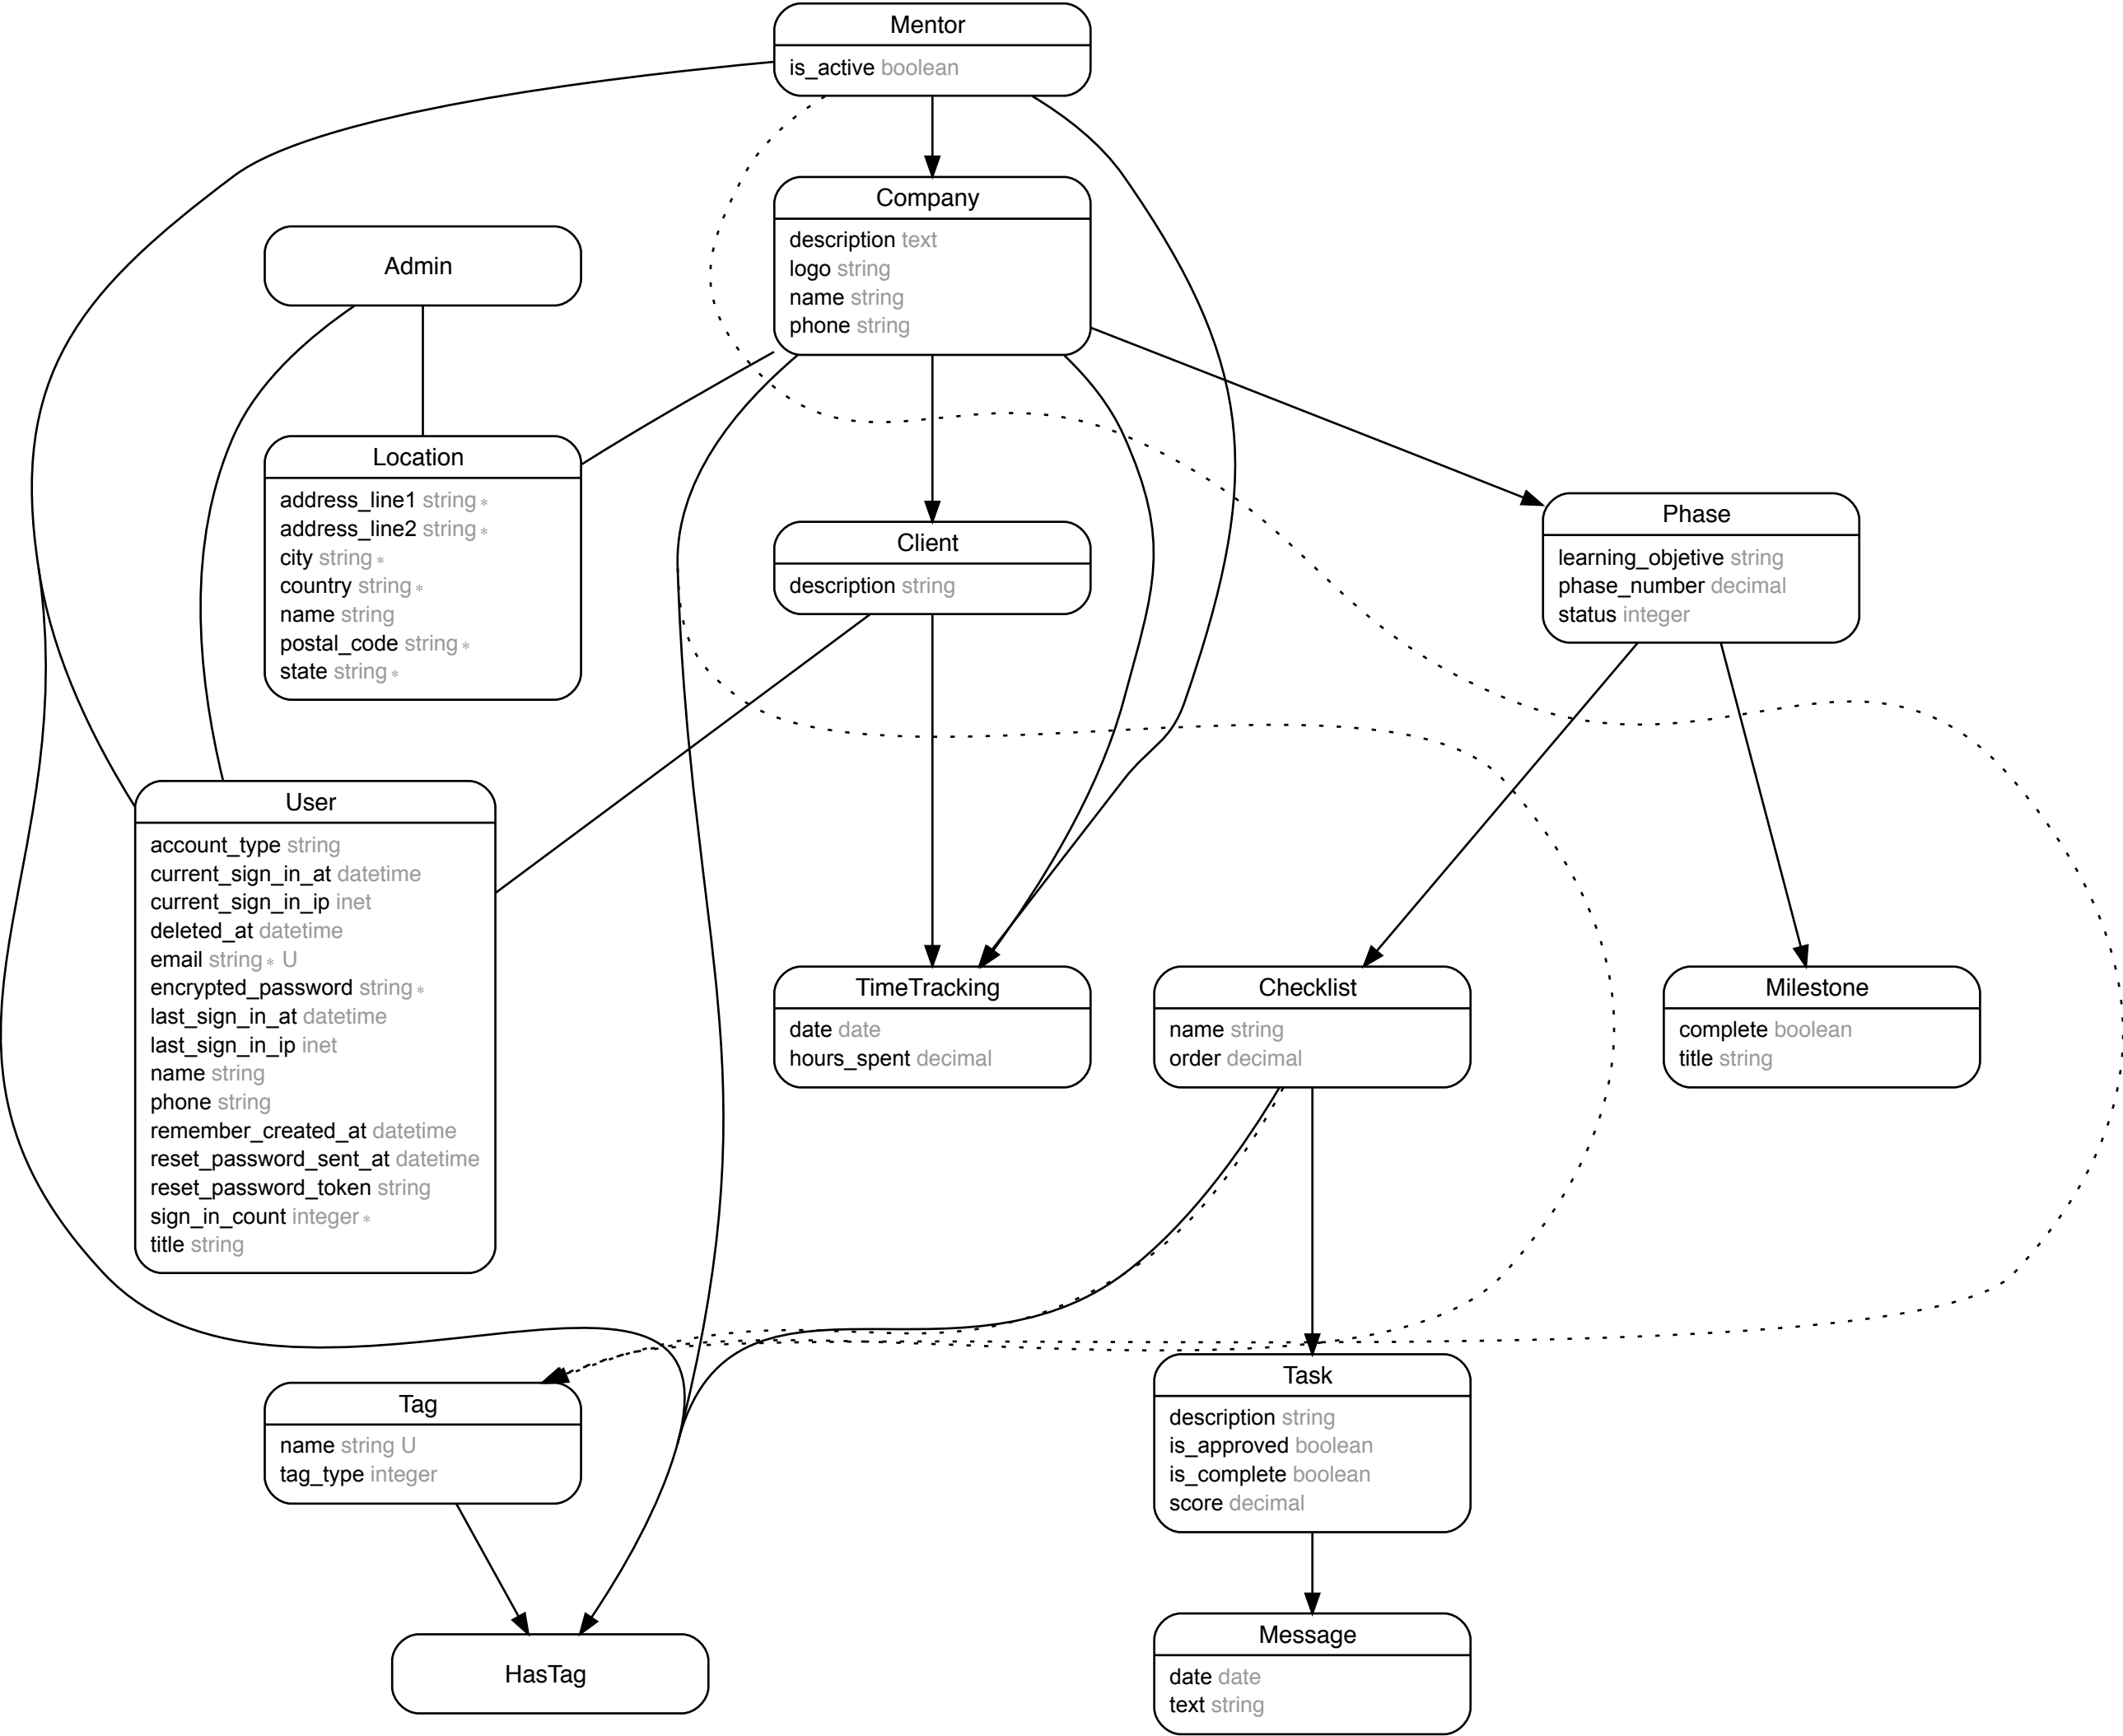 Mentor
is_active boolean
Company
description text
logo string
name string
phone string
Admin
Location
address_line1 string *
address_line2 string *
city string *
country string *
name string
postal_code string *
state string *
Client
description string
Phase
learning_objetive string
phase_number decimal
status integer
User
account_type string
current_sign_in_at datetime
current_sign_in_ip inet
deleted_at datetime
email string * U
encrypted_password string *
last_sign_in_at datetime
last_sign_in_ip inet
name string
phone string
remember_created_at datetime
reset_password_sent_at datetime
reset_password_token string
sign_in_count integer *
title string
TimeTracking
date date
hours_spent decimal
Checklist
name string
order decimal
Milestone
complete boolean
title string
Tag
name string U
tag_type integer
Task
description string
is_approved boolean
is_complete boolean
score decimal
HasTag
Message
date date
text string